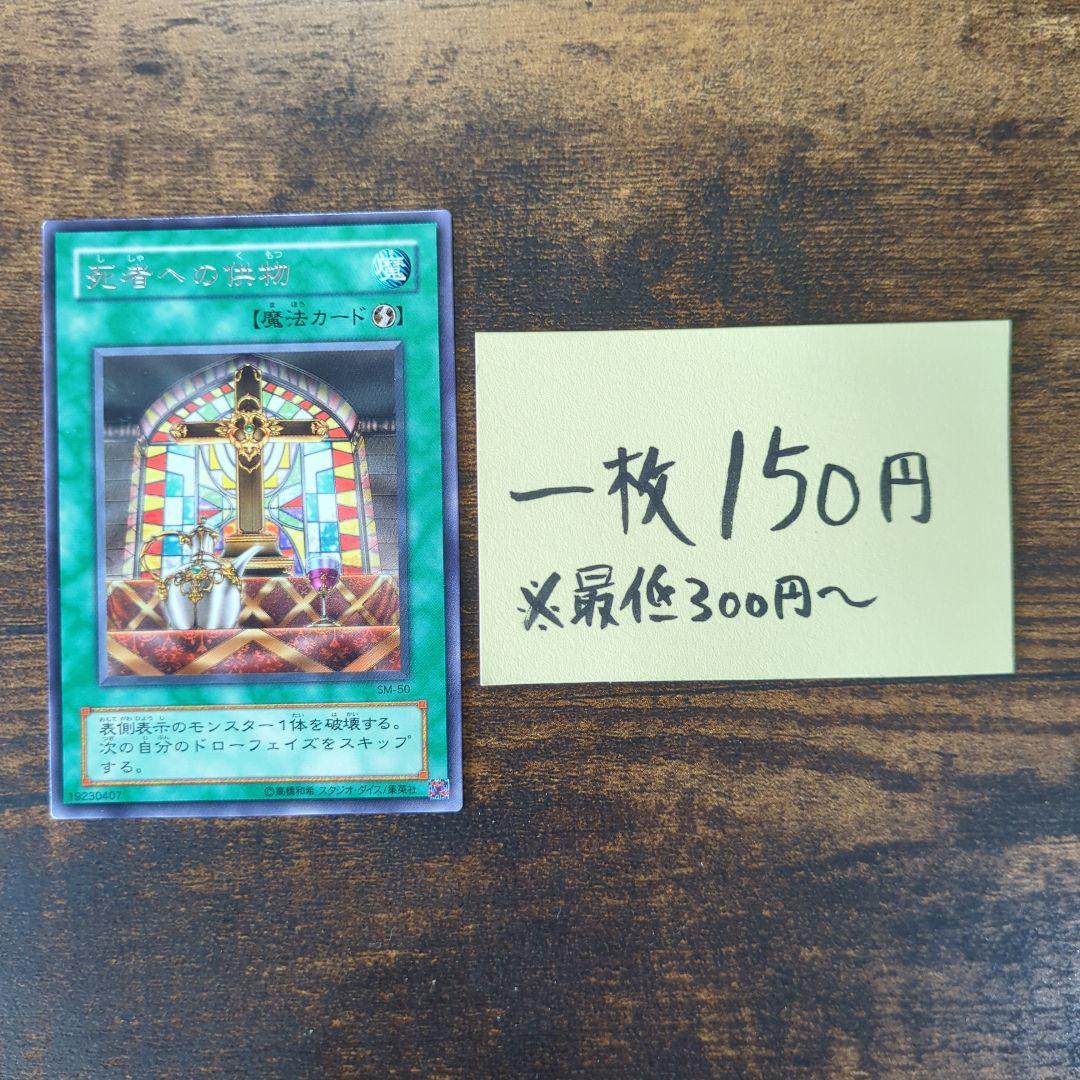 死者への供物
魔
【魔法カード】
SM-50
表側表示のモンスター1体を破壊する。
次の自分のドローフェイズをスキップ
する。
19230407
©高橋和希 スタジオ・ダイス/集英社
一枚 150円
※最低300円〜